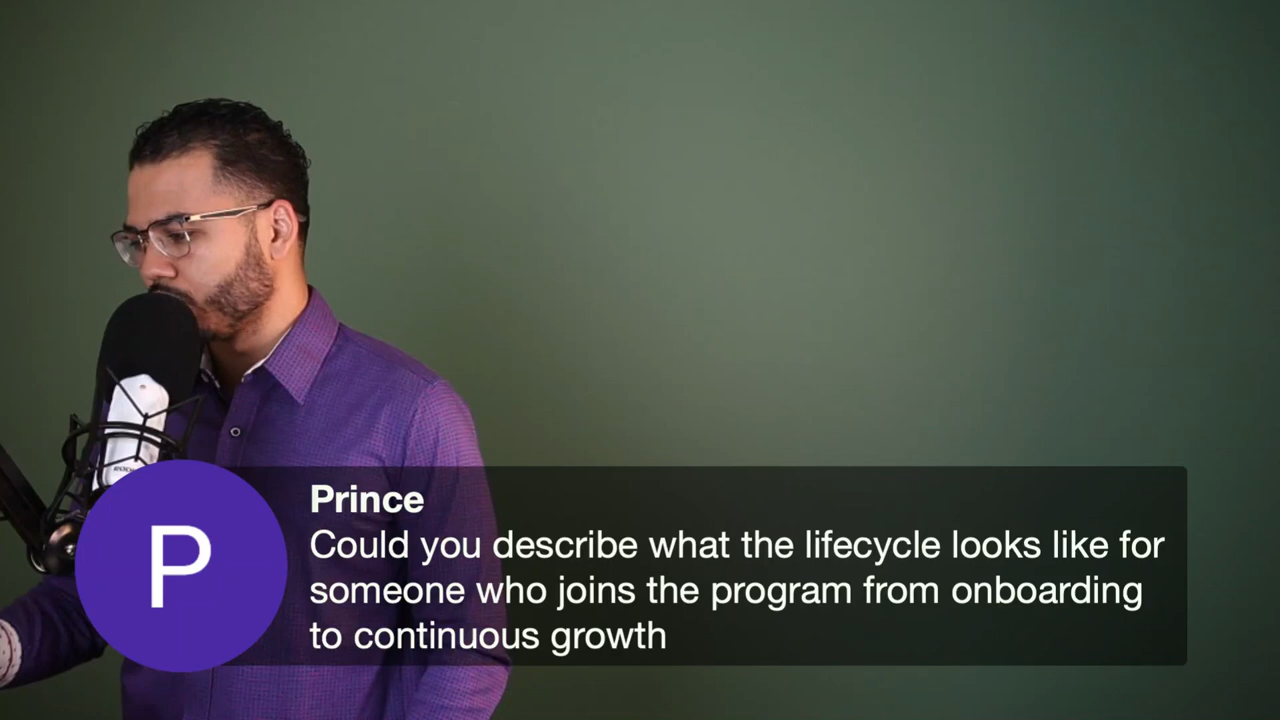 P
Prince
Could you describe what the lifecycle looks like for
someone who joins the program from onboarding
to continuous growth